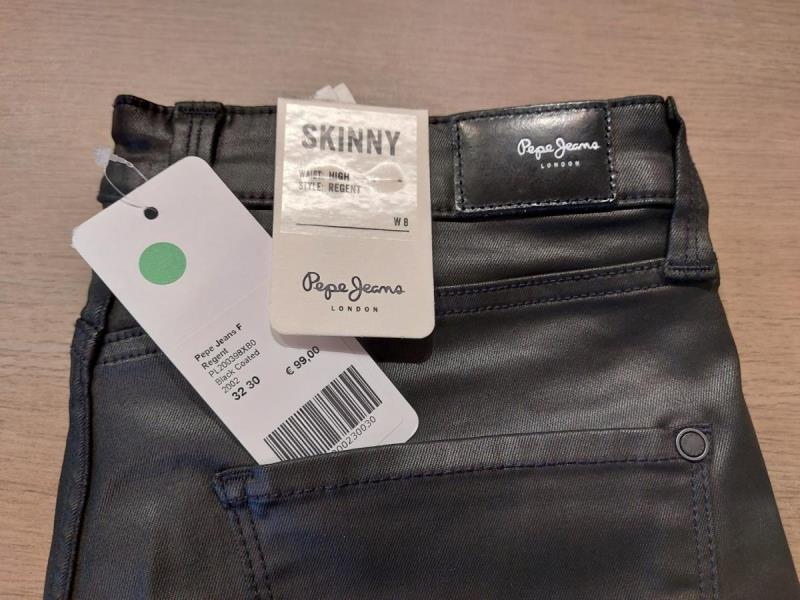 SKINNY
WAIST: HIGH
STYLE: REGENT
W8
Pepe Jeans
LONDON
Pepe Jeans
LONDON
Pepe Jeans F
Regent
PL200398XB0
Black Coated
2002
32 30
€ 99,00
00230030